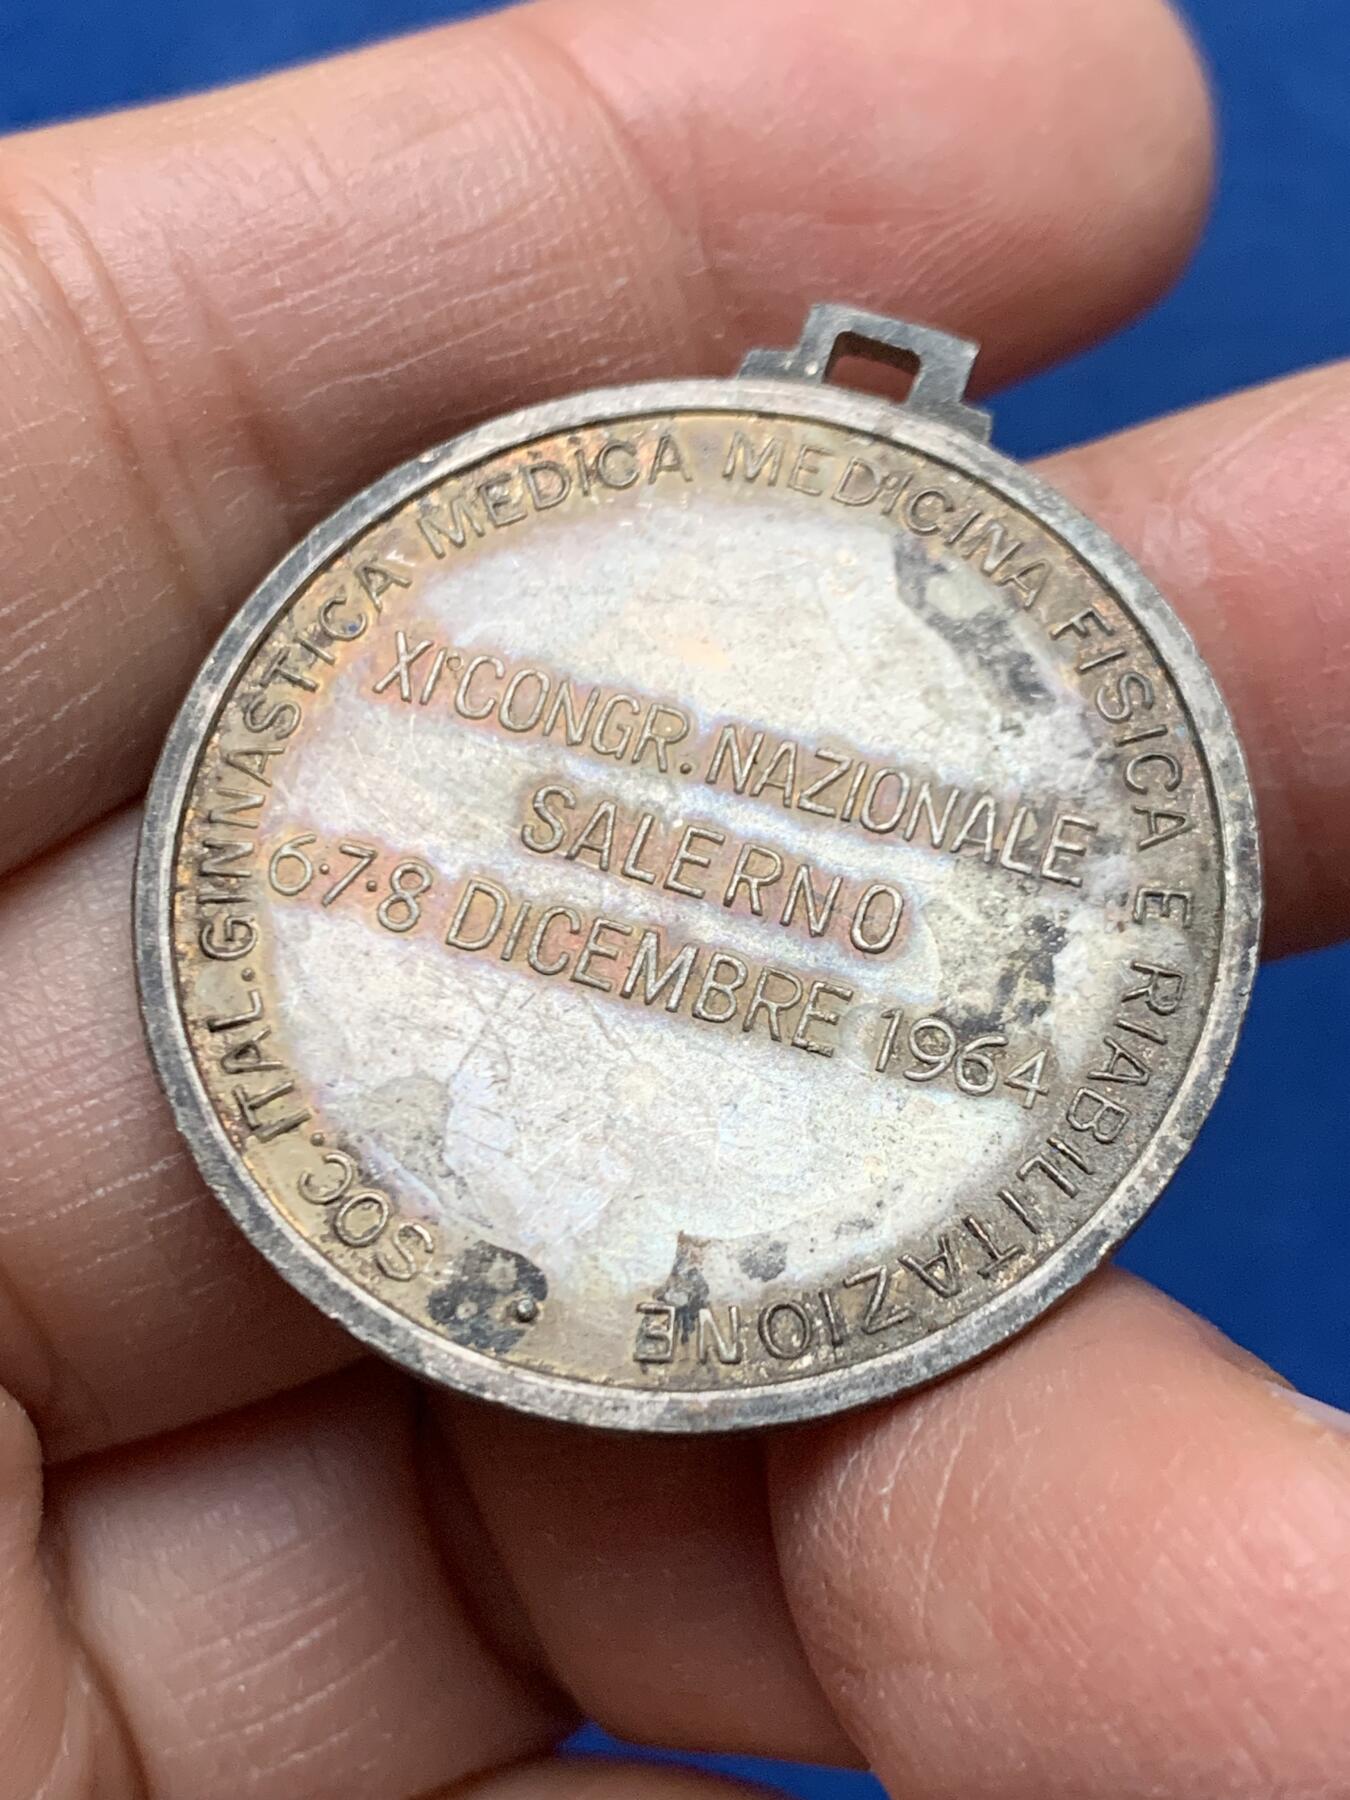 SOC. ITAL. GINNASTICA MEDICA MEDICINA FISICA E RIABILITAZIONE
XI° CONGR. NAZIONALE
SALERNO
6·7·8 DICEMBRE 1964